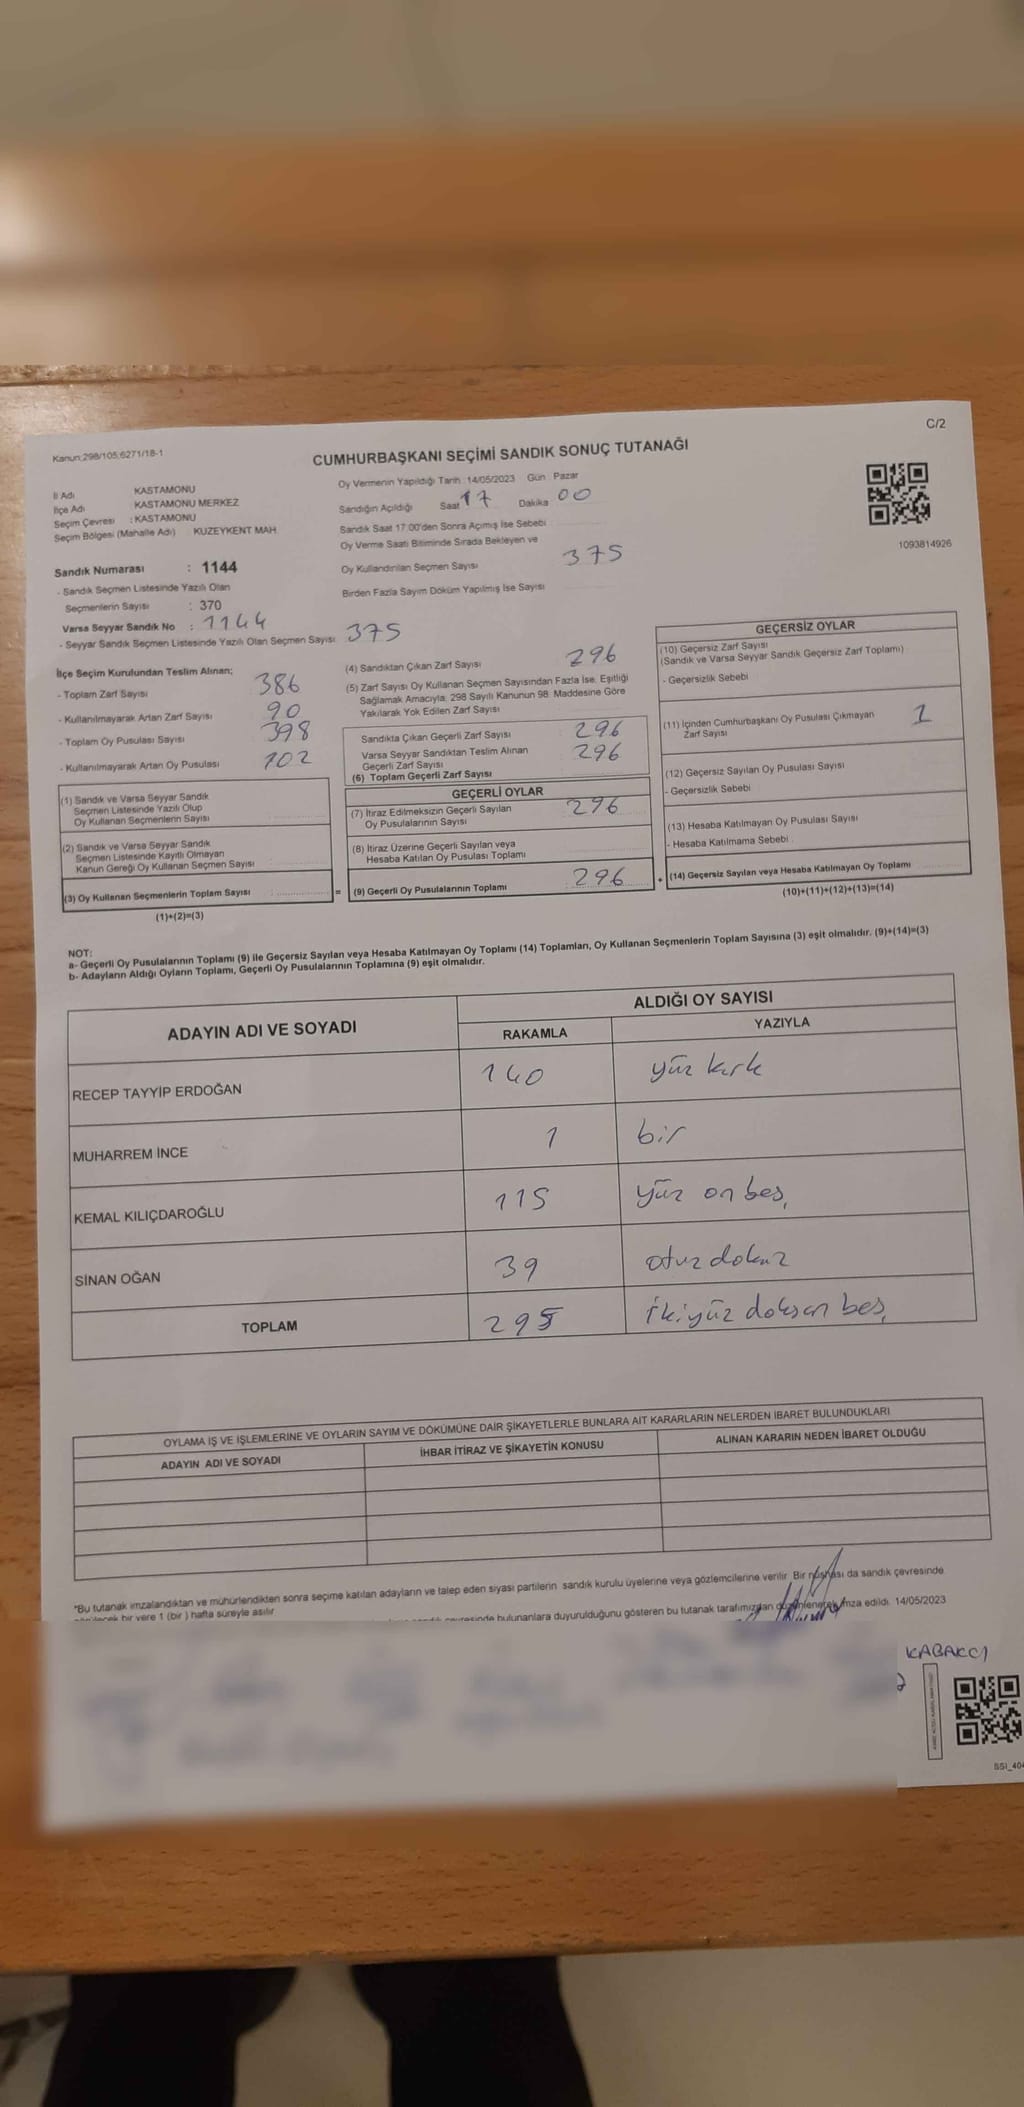 Kanun:298/105;6271/18-1
C/2
CUMHURBAŞKANI SEÇİMİ SANDIK SONUÇ TUTANAĞI
İl Adı KASTAMONU
İlçe Adı KASTAMONU MERKEZ
Seçim Çevresi : KASTAMONU
Seçim Bölgesi (Mahalle Adı) KUZEYKENT MAH.
Oy Vermenin Yapıldığı Tarih 14/05/2023 Gün Pazar
Sandığın Açıldığı Saat 17 Dakika 00
Sandık Saat 17:00'den Sonra Açımış İse Sebebi
Oy Verme Saati Bitiminde Sırada Bekleyen ve
Oy Kullandırılan Seçmen Sayısı 375
Birden Fazla Sayım Döküm Yapılmış İse Sayısı
1093814926
Sandık Numarası : 1144
- Sandık Seçmen Listesinde Yazılı Olan
Seçmenlerin Sayısı : 370
Varsa Seyyar Sandık No : 1144
- Seyyar Sandık Seçmen Listesinde Yazılı Olan Seçmen Sayısı 375
İlçe Seçim Kurulundan Teslim Alınan;
- Toplam Zarf Sayısı 386
- Kullanılmayarak Artan Zarf Sayısı 90
- Toplam Oy Pusulası Sayısı 398
- Kullanılmayarak Artan Oy Pusulası 102
(1) Sandık ve Varsa Seyyar Sandık
Seçmen Listesinde Yazılı Olup
Oy Kullanan Seçmenlerin Sayısı
(2) Sandık ve Varsa Seyyar Sandık
Seçmen Listesinde Kayıtlı Olmayan
Kanun Gereği Oy Kullanan Seçmen Sayısı
(3) Oy Kullanan Seçmenlerin Toplam Sayısı =
(1)+(2)=(3)
(4) Sandıktan Çıkan Zarf Sayısı 296
(5) Zarf Sayısı Oy Kullanan Seçmen Sayısından Fazla İse, Eşitliği
Sağlamak Amacıyla, 298 Sayılı Kanunun 98. Maddesine Göre
Yakılarak Yok Edilen Zarf Sayısı
Sandıkta Çıkan Geçerli Zarf Sayısı 296
Varsa Seyyar Sandıktan Teslim Alınan
Geçerli Zarf Sayısı 296
(6) Toplam Geçerli Zarf Sayısı
GEÇERLİ OYLAR
(7) İtiraz Edilmeksizin Geçerli Sayılan
Oy Pusulalarının Sayısı 296
(8) İtiraz Üzerine Geçerli Sayılan veya
Hesaba Katılan Oy Pusulası Toplamı
(9) Geçerli Oy Pusulalarının Toplamı 296 +
GEÇERSİZ OYLAR
(10) Geçersiz Zarf Sayısı
(Sandık ve Varsa Seyyar Sandık Geçersiz Zarf Toplamı)
- Geçersizlik Sebebi
(11) İçinden Cumhurbaşkanı Oy Pusulası Çıkmayan
Zarf Sayısı 1
(12) Geçersiz Sayılan Oy Pusulası Sayısı
- Geçersizlik Sebebi
(13) Hesaba Katılmayan Oy Pusulası Sayısı
- Hesaba Katılmama Sebebi
(14) Geçersiz Sayılan veya Hesaba Katılmayan Oy Toplamı
(10)+(11)+(12)+(13)=(14)
NOT:
a- Geçerli Oy Pusulalarının Toplamı (9) ile Geçersiz Sayılan veya Hesaba Katılmayan Oy Toplamı (14) Toplamları, Oy Kullanan Seçmenlerin Toplam Sayısına (3) eşit olmalıdır. (9)+(14)=(3)
b- Adayların Aldığı Oyların Toplamı, Geçerli Oy Pusulalarının Toplamına (9) eşit olmalıdır.
ADAYIN ADI VE SOYADI
ALDIĞI OY SAYISI
RAKAMLA YAZIYLA
RECEP TAYYİP ERDOĞAN 140 yüz kırk
MUHARREM İNCE 1 bir
KEMAL KILIÇDAROĞLU 115 yüz on beş
SİNAN OĞAN 39 otuz dokuz
TOPLAM 295 İki yüz doksan beş
OYLAMA İŞ VE İŞLEMLERİNE VE OYLARIN SAYIM VE DÖKÜMÜNE DAİR ŞİKAYETLERLE BUNLARA AİT KARARLARIN NELERDEN İBARET BULUNDUKLARI
ADAYIN ADI VE SOYADI İHBAR İTİRAZ VE ŞİKAYETİN KONUSU ALINAN KARARIN NEDEN İBARET OLDUĞU
*Bu tutanak imzalandıktan ve mühürlendikten sonra seçime katılan adayların ve talep eden siyasi partilerin sandık kurulu üyelerine veya gözlemcilerine verilir. Bir nüshası da sandık çevresinde
bir yere 1 (bir) hafta süreyle asılır.
çevresinde bulunanlara duyurulduğunu gösteren bu tutanak tarafımızdan düzenlenerek imza edildi. 14/05/2023
KABAKCI